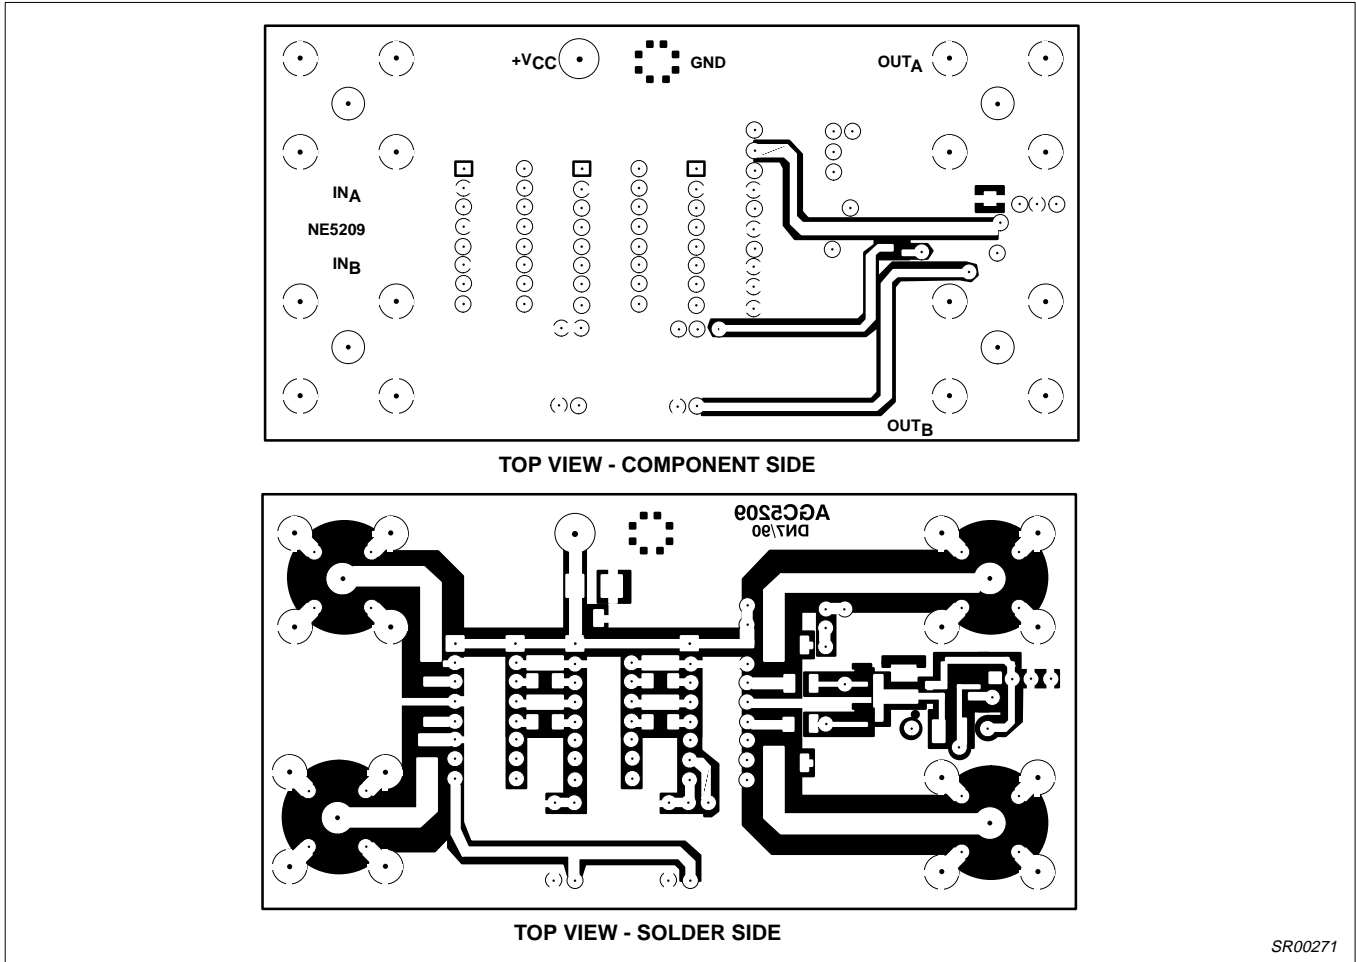 +VCC GND OUTA
INA
NE5209
INB
OUTB
TOP VIEW - COMPONENT SIDE
AGC5209
DN7/90
TOP VIEW - SOLDER SIDE
SR00271